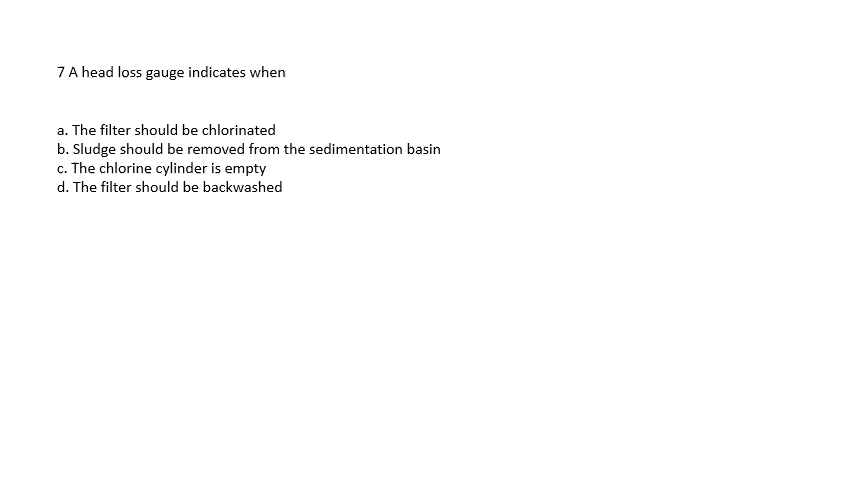 7 A head loss gauge indicates when
a. The filter should be chlorinated
b. Sludge should be removed from the sedimentation basin
c. The chlorine cylinder is empty
d. The filter should be backwashed